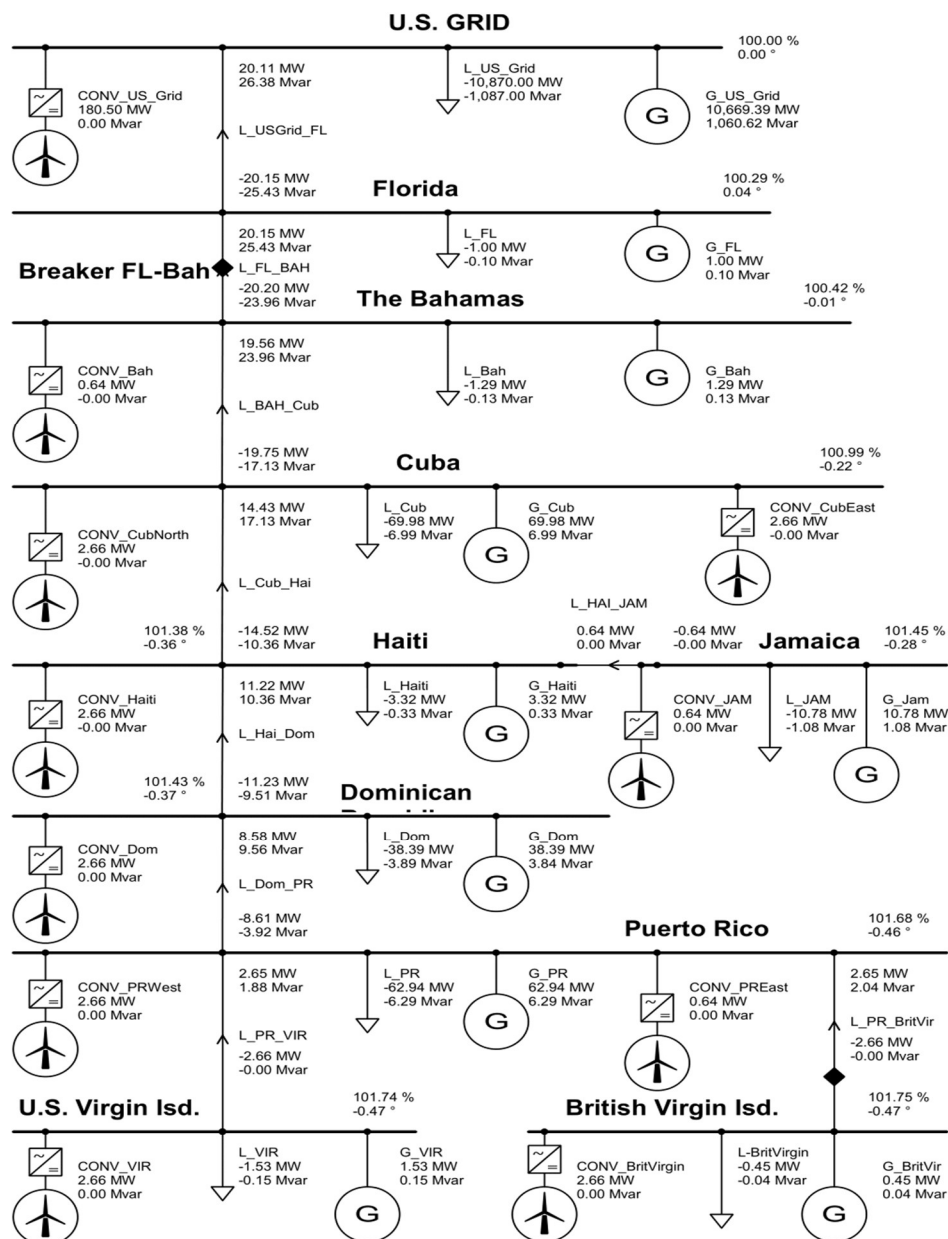 U.S. GRID
100.00 %
0.00 °
CONV_US_Grid
180.50 MW
0.00 Mvar
20.11 MW
26.38 Mvar
L_US_Grid
-10,870.00 MW
-1,087.00 Mvar
G
G_US_Grid
10,669.39 MW
1,060.62 Mvar
L_USGrid_FL
-20.15 MW
-25.43 Mvar
Florida
100.29 %
0.04 °
20.15 MW
25.43 Mvar
L_FL
-1.00 MW
-0.10 Mvar
G
G_FL
1.00 MW
0.10 Mvar
Breaker FL-Bah
L_FL_BAH
-20.20 MW
-23.96 Mvar
The Bahamas
100.42 %
-0.01 °
CONV_Bah
0.64 MW
-0.00 Mvar
19.56 MW
23.96 Mvar
L_Bah
-1.29 MW
-0.13 Mvar
G
G_Bah
1.29 MW
0.13 Mvar
L_BAH_Cub
-19.75 MW
-17.13 Mvar
Cuba
100.99 %
-0.22 °
CONV_CubNorth
2.66 MW
-0.00 Mvar
14.43 MW
17.13 Mvar
L_Cub
-69.98 MW
-6.99 Mvar
G
G_Cub
69.98 MW
6.99 Mvar
CONV_CubEast
2.66 MW
-0.00 Mvar
L_Cub_Hai
L_HAI_JAM
101.38 %
-0.36 °
-14.52 MW
-10.36 Mvar
Haiti
0.64 MW
0.00 Mvar
-0.64 MW
-0.00 Mvar
Jamaica
101.45 %
-0.28 °
CONV_Haiti
2.66 MW
-0.00 Mvar
11.22 MW
10.36 Mvar
L_Haiti
-3.32 MW
-0.33 Mvar
G
G_Haiti
3.32 MW
0.33 Mvar
CONV_JAM
0.64 MW
0.00 Mvar
L_JAM
-10.78 MW
-1.08 Mvar
G_Jam
10.78 MW
1.08 Mvar
G
L_Hai_Dom
101.43 %
-0.37 °
-11.23 MW
-9.51 Mvar
Dominican
CONV_Dom
2.66 MW
0.00 Mvar
8.58 MW
9.56 Mvar
L_Dom
-38.39 MW
-3.89 Mvar
G
G_Dom
38.39 MW
3.84 Mvar
L_Dom_PR
-8.61 MW
-3.92 Mvar
Puerto Rico
101.68 %
-0.46 °
CONV_PRWest
2.66 MW
0.00 Mvar
2.65 MW
1.88 Mvar
L_PR
-62.94 MW
-6.29 Mvar
G
G_PR
62.94 MW
6.29 Mvar
CONV_PREast
0.64 MW
0.00 Mvar
2.65 MW
2.04 Mvar
L_PR_VIR
-2.66 MW
-0.00 Mvar
L_PR_BritVir
-2.66 MW
-0.00 Mvar
U.S. Virgin Isd.
101.74 %
-0.47 °
British Virgin Isd.
101.75 %
-0.47 °
CONV_VIR
2.66 MW
0.00 Mvar
L_VIR
-1.53 MW
-0.15 Mvar
G_VIR
1.53 MW
0.15 Mvar
G
CONV_BritVirgin
2.66 MW
0.00 Mvar
L-BritVirgin
-0.45 MW
-0.04 Mvar
G_BritVir
0.45 MW
0.04 Mvar
G